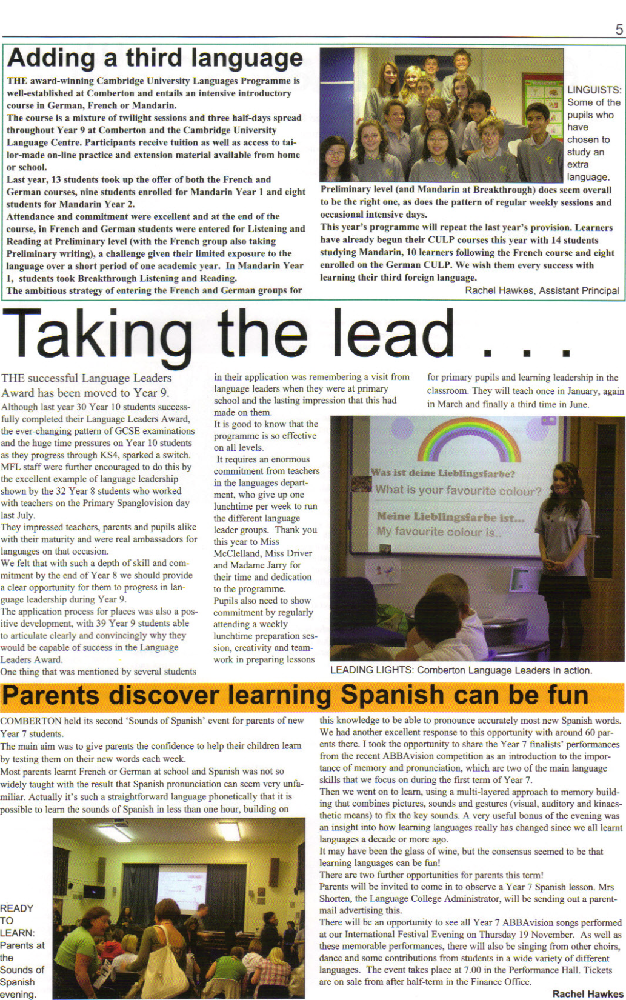 5
Adding a third language
THE award-winning Cambridge University Languages Programme is
well-established at Comberton and entails an intensive introductory
course in German, French or Mandarin.
The course is a mixture of twilight sessions and three half-days spread
throughout Year 9 at Comberton and the Cambridge University
Language Centre. Participants receive tuition as well as access to tai-
lor-made on-line practice and extension material available from home
or school.
Last year, 13 students took up the offer of both the French and
German courses, nine students enrolled for Mandarin Year 1 and eight
students for Mandarin Year 2.
Attendance and commitment were excellent and at the end of the
course, in French and German students were entered for Listening and
Reading at Preliminary level (with the French group also taking
Preliminary writing), a challenge given their limited exposure to the
language over a short period of one academic year. In Mandarin Year
1, students took Breakthrough Listening and Reading.
The ambitious strategy of entering the French and German groups for
LINGUISTS:
Some of the
pupils who
have
chosen to
study an
extra
language.
Preliminary level (and Mandarin at Breakthrough) does seem overall
to be the right one, as does the pattern of regular weekly sessions and
occasional intensive days.
This year's programme will repeat the last year's provision. Learners
have already begun their CULP courses this year with 14 students
studying Mandarin, 10 learners following the French course and eight
enrolled on the German CULP. We wish them every success with
learning their third foreign language.
Rachel Hawkes, Assistant Principal
Taking the lead . . .
THE successful Language Leaders
Award has been moved to Year 9.
Although last year 30 Year 10 students success-
fully completed their Language Leaders Award,
the ever-changing pattern of GCSE examinations
and the huge time pressures on Year 10 students
as they progress through KS4, sparked a switch.
MFL staff were further encouraged to do this by
the excellent example of language leadership
shown by the 32 Year 8 students who worked
with teachers on the Primary Spanglovision day
last July.
They impressed teachers, parents and pupils alike
with their maturity and were real ambassadors for
languages on that occasion.
We felt that with such a depth of skill and com-
mitment by the end of Year 8 we should provide
a clear opportunity for them to progress in lan-
guage leadership during Year 9.
The application process for places was also a pos-
itive development, with 39 Year 9 students able
to articulate clearly and convincingly why they
would be capable of success in the Language
Leaders Award.
One thing that was mentioned by several students
in their application was remembering a visit from
language leaders when they were at primary
school and the lasting impression that this had
made on them.
It is good to know that the
programme is so effective
on all levels.
It requires an enormous
commitment from teachers
in the languages depart-
ment, who give up one
lunchtime per week to run
the different language
leader groups. Thank you
this year to Miss
McClelland, Miss Driver
and Madame Jarry for
their time and dedication
to the programme.
Pupils also need to show
commitment by regularly
attending a weekly
lunchtime preparation ses-
sion, creativity and team-
work in preparing lessons
for primary pupils and learning leadership in the
classroom. They will teach once in January, again
in March and finally a third time in June.
Was ist deine Lieblingsfarbe?
What is your favourite colour?
Meine Lieblingsfarbe ist...
My favourite colour is..
LEADING LIGHTS: Comberton Language Leaders in action.
Parents discover learning Spanish can be fun
COMBERTON held its second 'Sounds of Spanish' event for parents of new
Year 7 students.
The main aim was to give parents the confidence to help their children learn
by testing them on their new words each week.
Most parents learnt French or German at school and Spanish was not so
widely taught with the result that Spanish pronunciation can seem very unfa-
miliar. Actually it's such a straightforward language phonetically that it is
possible to learn the sounds of Spanish in less than one hour, building on
READY
TO
LEARN:
Parents at
the
Sounds of
Spanish
evening.
this knowledge to be able to pronounce accurately most new Spanish words.
We had another excellent response to this opportunity with around 60 par-
ents there. I took the opportunity to share the Year 7 finalists' performances
from the recent ABBAvision competition as an introduction to the impor-
tance of memory and pronunciation, which are two of the main language
skills that we focus on during the first term of Year 7.
Then we went on to learn, using a multi-layered approach to memory build-
ing that combines pictures, sounds and gestures (visual, auditory and kinaes-
thetic means) to fix the key sounds. A very useful bonus of the evening was
an insight into how learning languages really has changed since we all learnt
languages a decade or more ago.
It may have been the glass of wine, but the consensus seemed to be that
learning languages can be fun!
There are two further opportunities for parents this term!
Parents will be invited to come in to observe a Year 7 Spanish lesson. Mrs
Shorten, the Language College Administrator, will be sending out a parent-
mail advertising this.
There will be an opportunity to see all Year 7 ABBAvision songs performed
at our International Festival Evening on Thursday 19 November. As well as
these memorable performances, there will also be singing from other choirs,
dance and some contributions from students in a wide variety of different
languages. The event takes place at 7.00 in the Performance Hall. Tickets
are on sale from after half-term in the Finance Office.
Rachel Hawkes